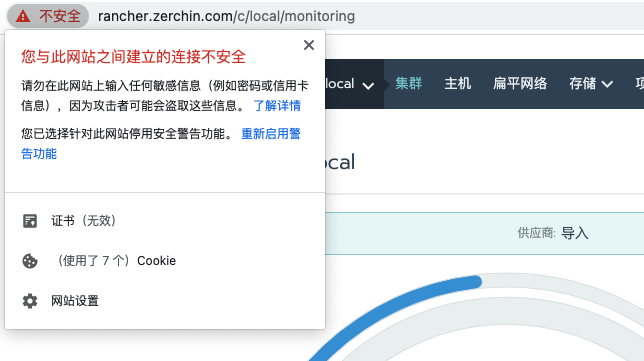 不安全 rancher.zerchin.com/c/local/monitoring
您与此网站之间建立的连接不安全
请勿在此网站上输入任何敏感信息（例如密码或信用卡
信息），因为攻击者可能会盗取这些信息。 了解详情
您已选择针对此网站停用安全警告功能。 重新启用警
告功能
证书（无效）
（使用了 7 个）Cookie
网站设置
local 集群 主机 扁平网络 存储
ocal
供应商: 导入